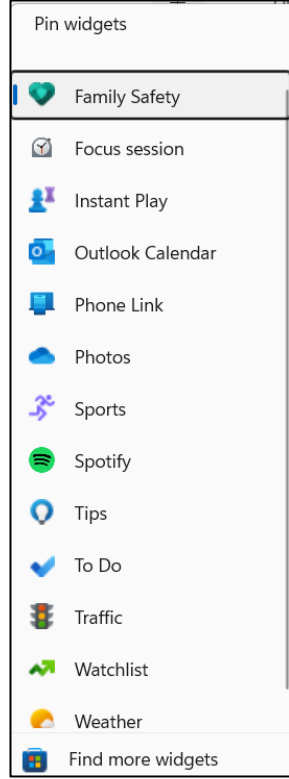 Pin widgets
Family Safety
Focus session
Instant Play
Outlook Calendar
Phone Link
Photos
Sports
Spotify
Tips
To Do
Traffic
Watchlist
Weather
Find more widgets